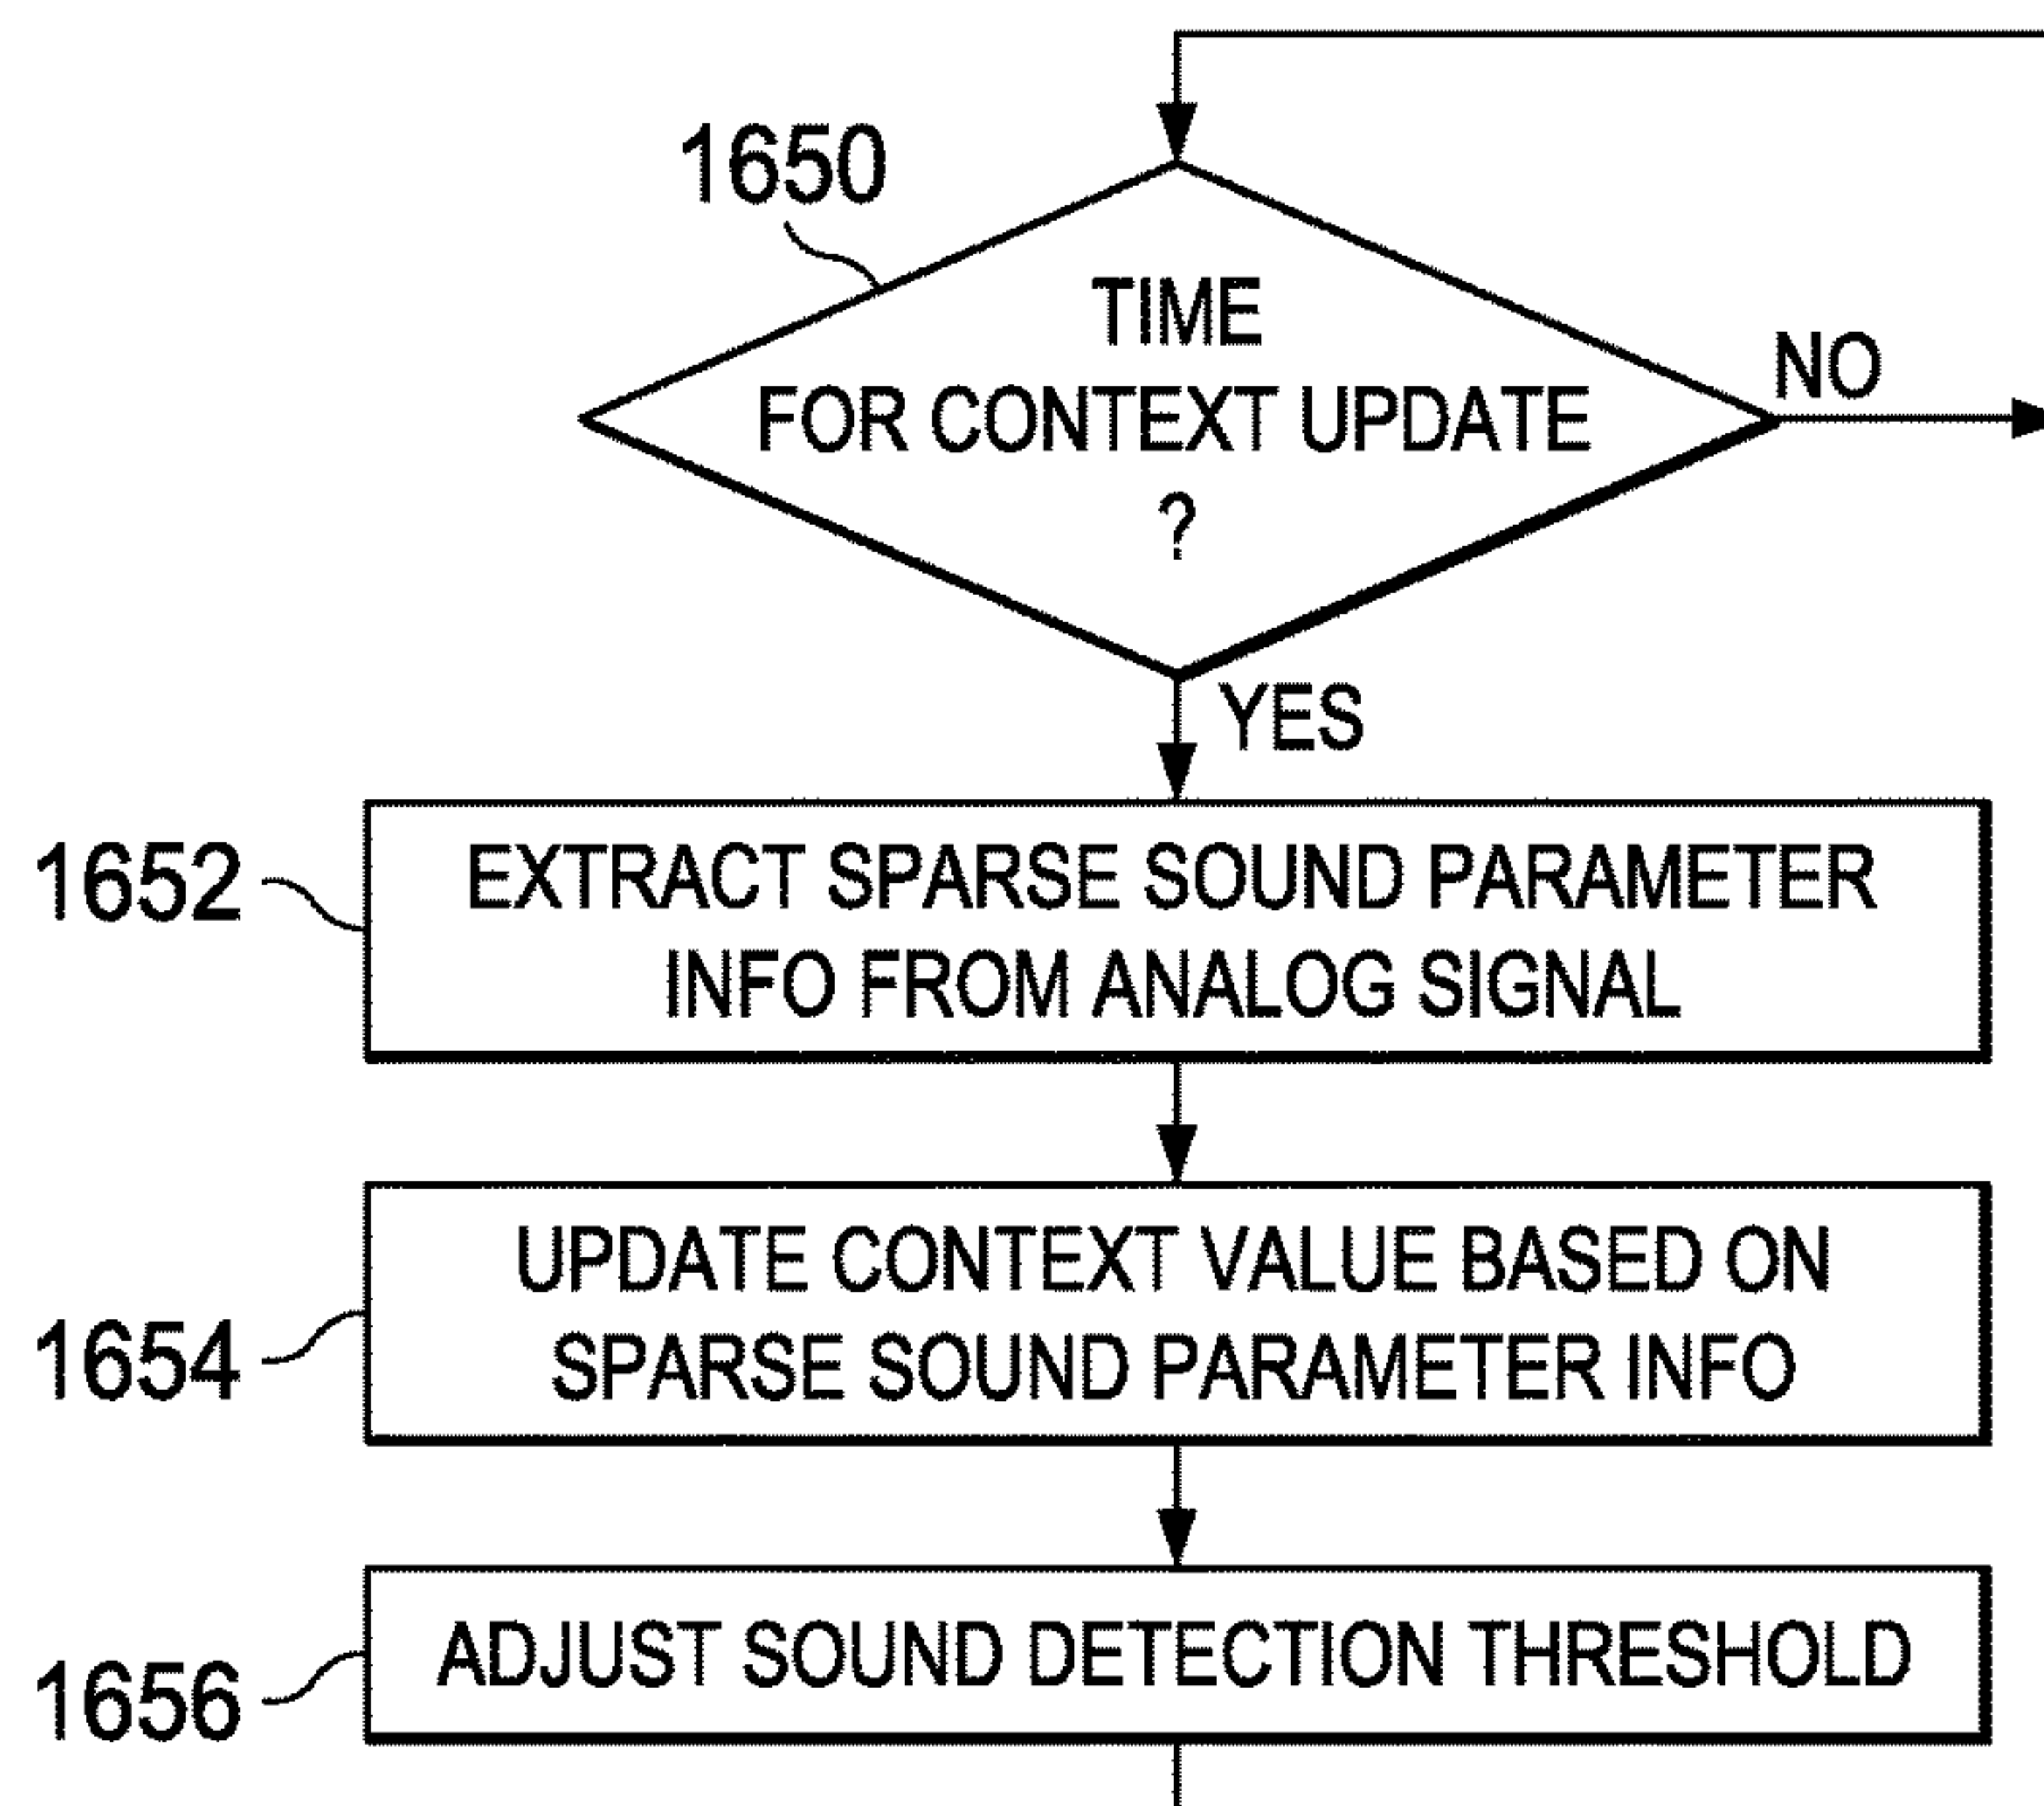 1650
TIME
FOR CONTEXT UPDATE
?
NO
YES
1652
EXTRACT SPARSE SOUND PARAMETER
INFO FROM ANALOG SIGNAL
1654
UPDATE CONTEXT VALUE BASED ON
SPARSE SOUND PARAMETER INFO
1656
ADJUST SOUND DETECTION THRESHOLD